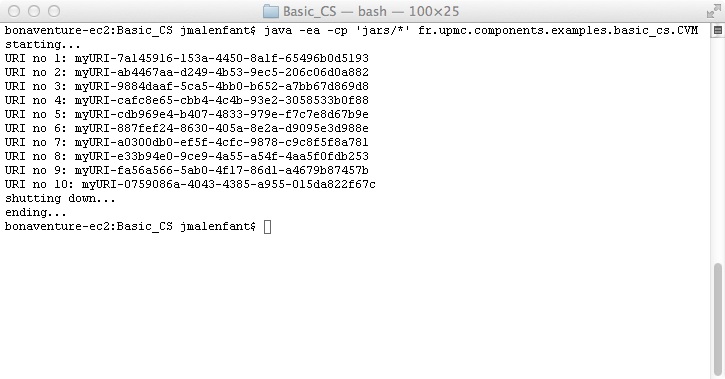 Basic_CS — bash — 100×25
bonaventure-ec2:Basic_CS jmalenfant$ java -ea -cp 'jars/*' fr.upmc.components.examples.basic_cs.CVM
starting...
URI no 1: myURI-7a145916-153a-4450-8a1f-65496b0d5193
URI no 2: myURI-ab4467aa-d249-4b53-9ec5-206c06d0a882
URI no 3: myURI-9884daaf-5ca5-4bb0-b652-a7bb67d869d8
URI no 4: myURI-cafc8e65-cbb4-4c4b-93e2-3058533b0f88
URI no 5: myURI-cdb969e4-b407-4833-979e-f7c7e8d67b9e
URI no 6: myURI-887fef24-8630-405a-8e2a-d9095e3d988e
URI no 7: myURI-a0300db0-ef5f-4cfc-9878-c9c8f5f8a781
URI no 8: myURI-e33b94e0-9ce9-4a55-a54f-4aa5f0fdb253
URI no 9: myURI-fa56a566-5ab0-4f17-86d1-a4679b87457b
URI no 10: myURI-0759086a-4043-4385-a955-015da822f67c
shutting down...
ending...
bonaventure-ec2:Basic_CS jmalenfant$